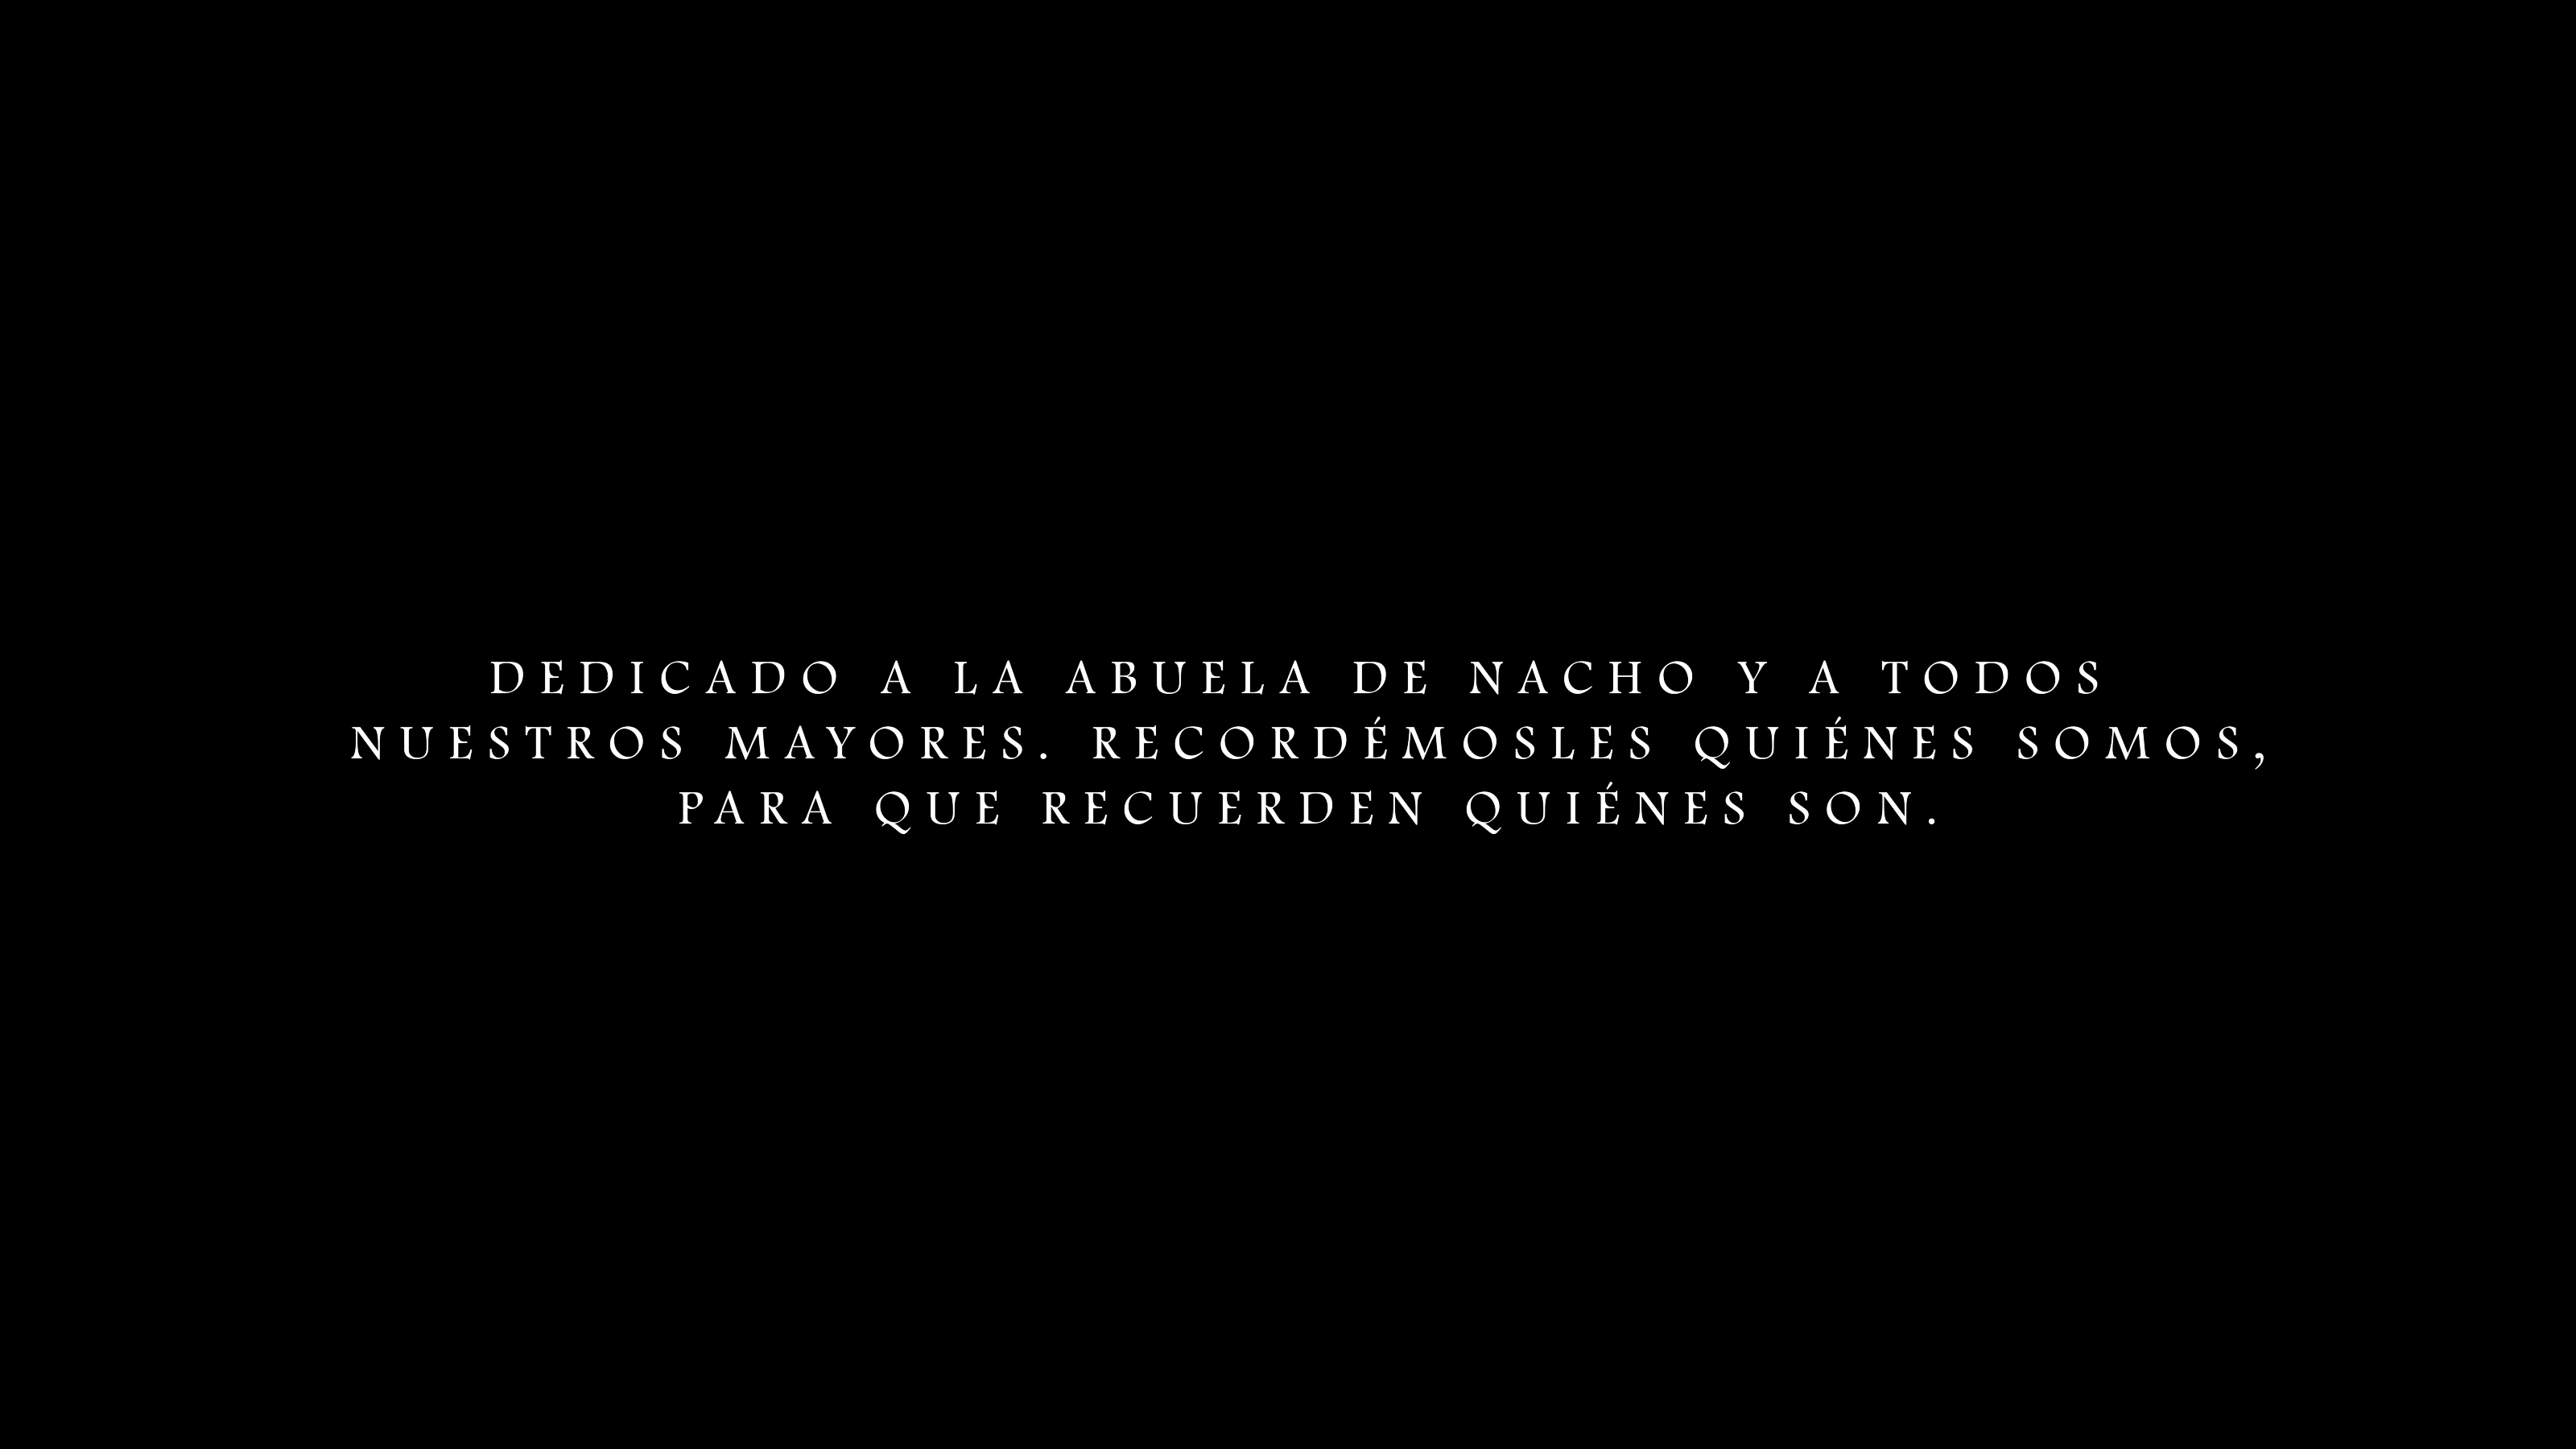 DEDICADO A LA ABUELA DE NACHO Y A TODOS
NUESTROS MAYORES. RECORDÉMOSLES QUIÉNES SOMOS,
PARA QUE RECUERDEN QUIÉNES SON.